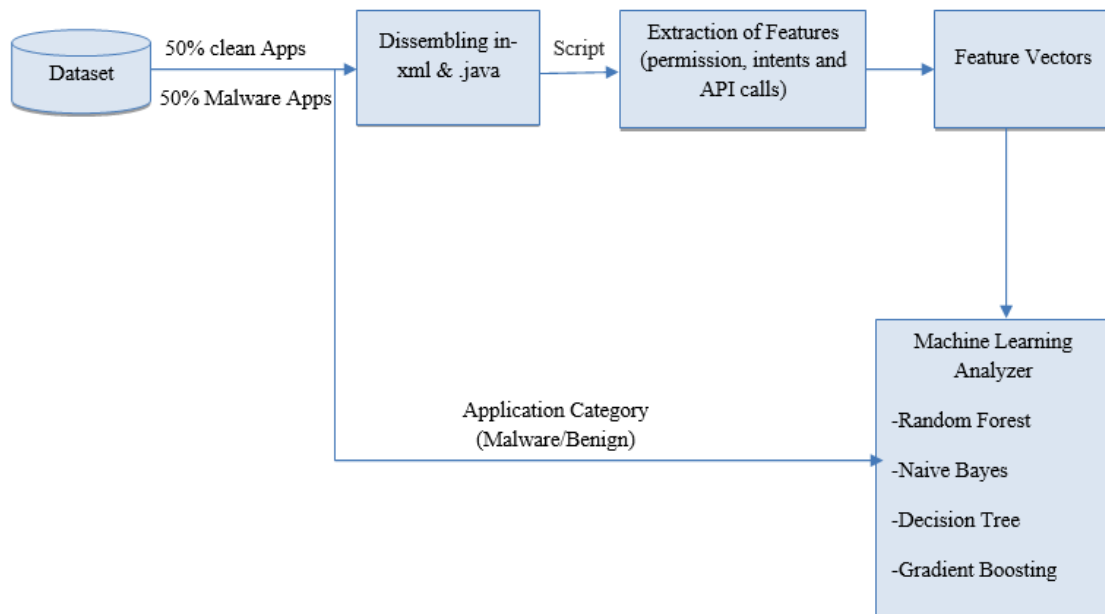 Dataset
50% clean Apps
50% Malware Apps
Dissembling in-
xml & .java
Script
Extraction of Features
(permission, intents and
API calls)
Feature Vectors
Application Category
(Malware/Benign)
Machine Learning
Analyzer
-Random Forest
-Naive Bayes
-Decision Tree
-Gradient Boosting